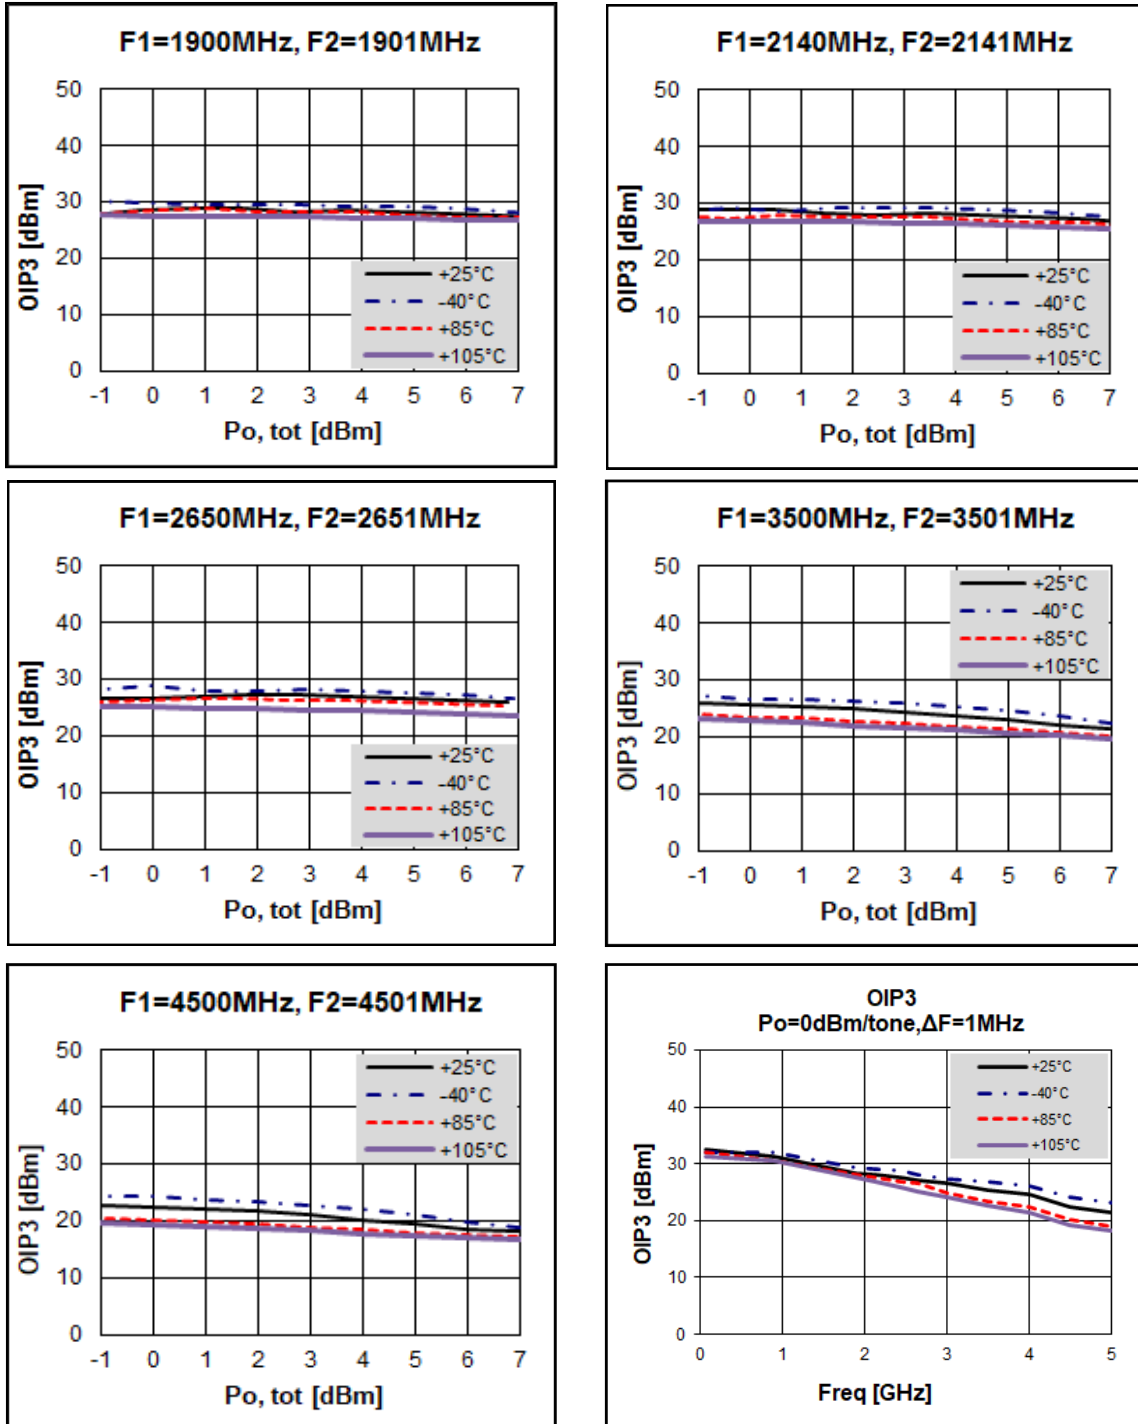 F1=1900MHz, F2=1901MHz
50
40
30
20
10
0
OIP3 [dBm]
+25°C
-40°C
+85°C
+105°C
-1 0 1 2 3 4 5 6 7
Po, tot [dBm]
F1=2140MHz, F2=2141MHz
50
40
30
20
10
0
OIP3 [dBm]
+25°C
-40°C
+85°C
+105°C
-1 0 1 2 3 4 5 6 7
Po, tot [dBm]
F1=2650MHz, F2=2651MHz
50
40
30
20
10
0
OIP3 [dBm]
+25°C
-40°C
+85°C
+105°C
-1 0 1 2 3 4 5 6 7
Po, tot [dBm]
F1=3500MHz, F2=3501MHz
50
40
30
20
10
0
OIP3 [dBm]
+25°C
-40°C
+85°C
+105°C
-1 0 1 2 3 4 5 6 7
Po, tot [dBm]
F1=4500MHz, F2=4501MHz
50
40
30
20
10
0
OIP3 [dBm]
+25°C
-40°C
+85°C
+105°C
-1 0 1 2 3 4 5 6 7
Po, tot [dBm]
OIP3
Po=0dBm/tone,ΔF=1MHz
50
40
30
20
10
0
OIP3 [dBm]
+25°C
-40°C
+85°C
+105°C
0 1 2 3 4 5
Freq [GHz]